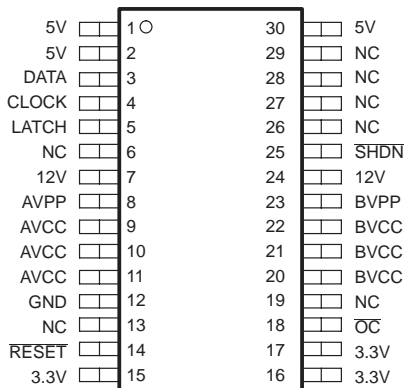 5V 1 30 5V
5V 2 29 NC
DATA 3 28 NC
CLOCK 4 27 NC
LATCH 5 26 NC
NC 6 25 S̅H̅D̅N̅
12V 7 24 12V
AVPP 8 23 BVPP
AVCC 9 22 BVCC
AVCC 10 21 BVCC
AVCC 11 20 BVCC
GND 12 19 NC
NC 13 18 O̅C̅
R̅E̅S̅E̅T̅ 14 17 3.3V
3.3V 15 16 3.3V